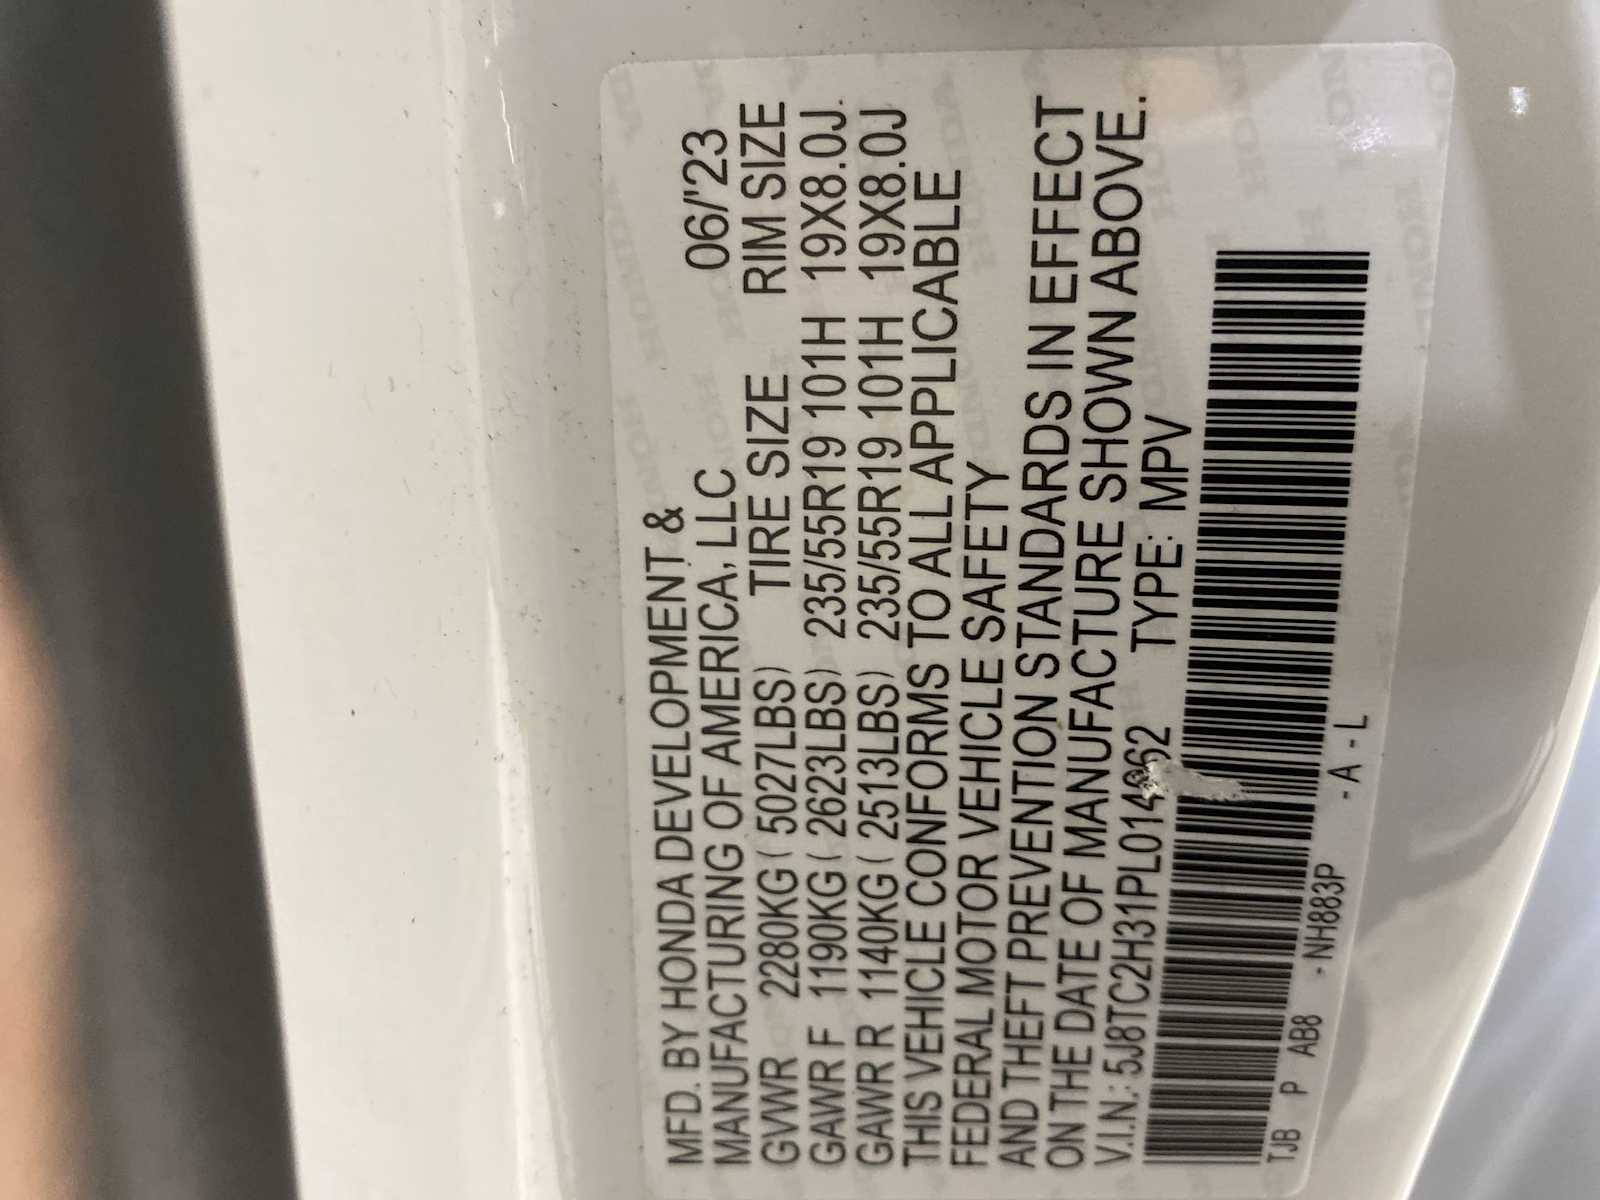 MFD. BY HONDA DEVELOPMENT &
MANUFACTURING OF AMERICA, LLC 06/'23
GVWR 2280KG ( 5027LBS) TIRE SIZE RIM SIZE
GAWR F 1190KG ( 2623LBS) 235/55R19 101H 19X8.0J
GAWR R 1140KG ( 2513LBS) 235/55R19 101H 19X8.0J
THIS VEHICLE CONFORMS TO ALL APPLICABLE
FEDERAL MOTOR VEHICLE SAFETY
AND THEFT PREVENTION STANDARDS IN EFFECT
ON THE DATE OF MANUFACTURE SHOWN ABOVE.
V.I.N.: TYPE: MPV
TJB P AB8 - NH883P - A - L